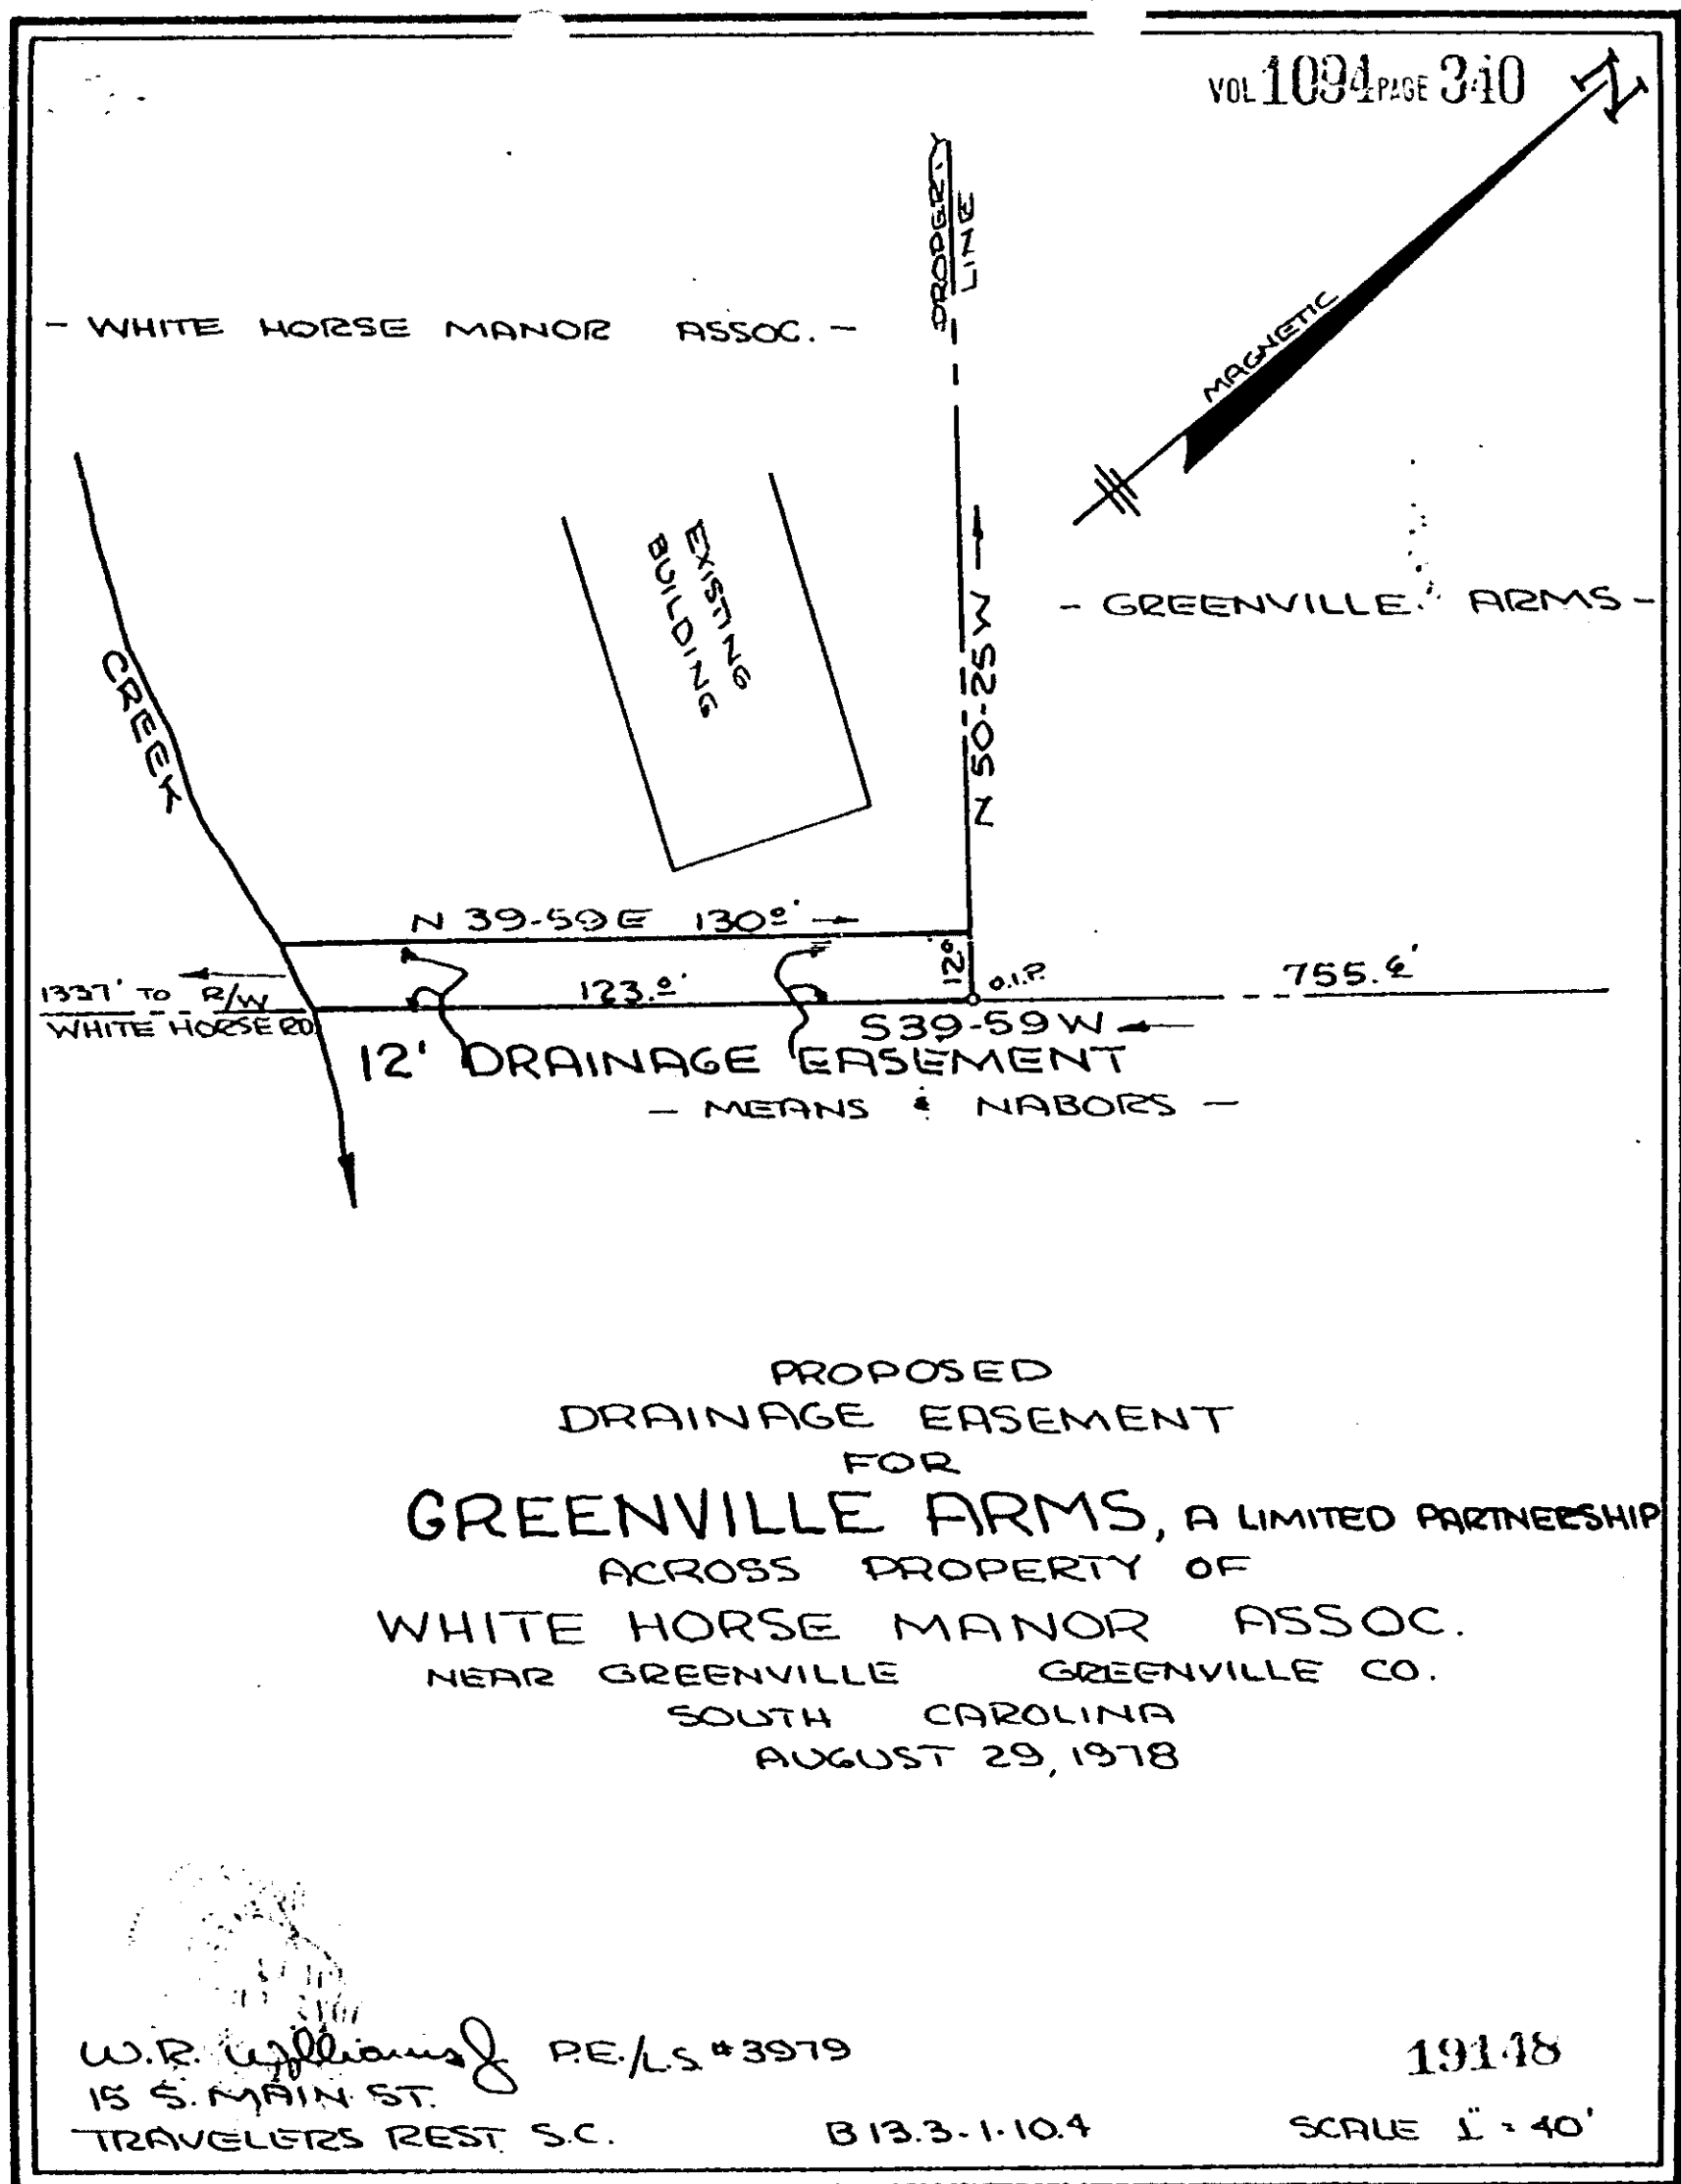 VOL 1094 PAGE 340
N
PROPERTY
LINE
- WHITE HORSE MANOR ASSOC. -
MAGNETIC
EXISTING
BUILDING
N 50-25 W
- GREENVILLE ARMS -
CREEK
N 39-59 E 130.0'
12.0'
O.I.P.
123.0'
1337' TO R/W
WHITE HORSE RD.
S 39-59 W
12' DRAINAGE EASEMENT
- MEANS & NABORS -
PROPOSED
DRAINAGE EASEMENT
FOR
GREENVILLE ARMS, A LIMITED PARTNERSHIP
ACROSS PROPERTY OF
WHITE HORSE MANOR ASSOC.
NEAR GREENVILLE GREENVILLE CO.
SOUTH CAROLINA
AUGUST 29, 1978
W.R. Williams Jr P.E./L.S. #3979
15 S. MAIN ST.
TRAVELERS REST S.C.
B 13.3-1-10.4
19148
SCALE 1" = 40'